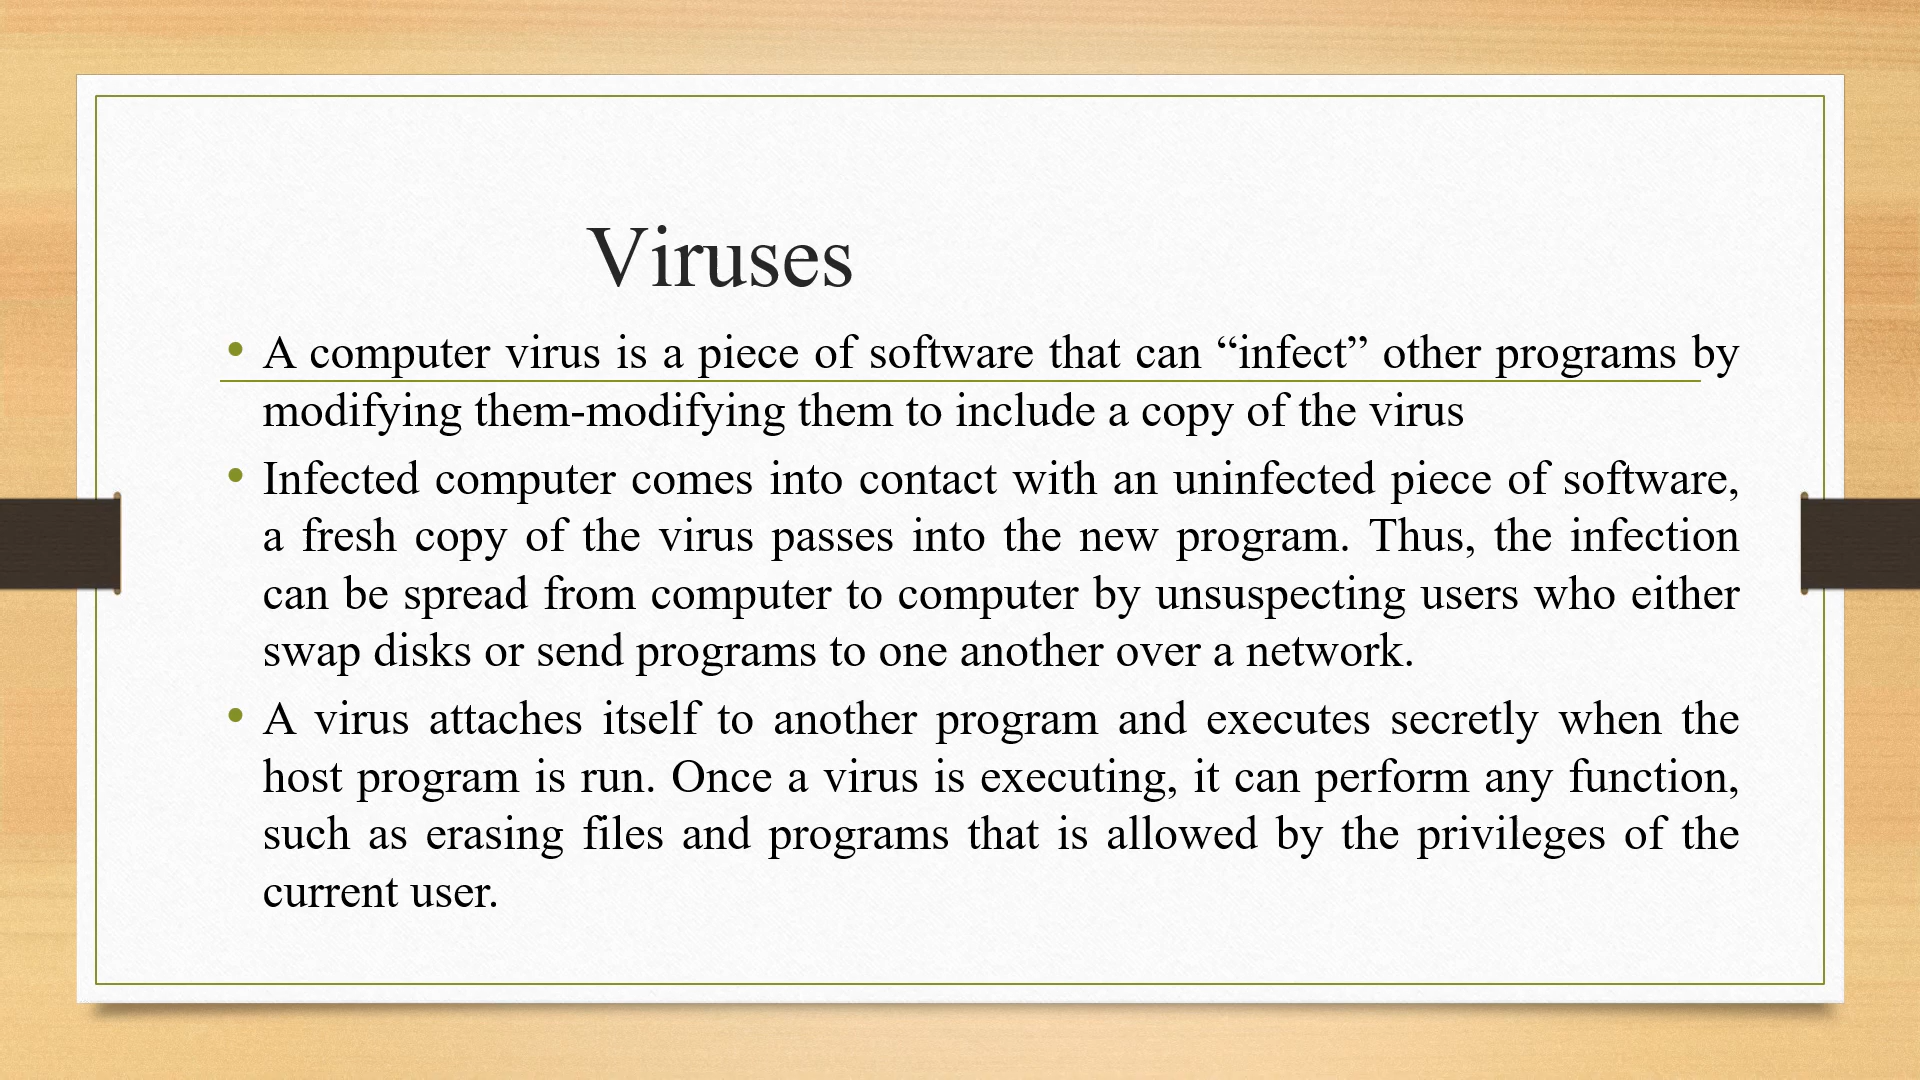 Viruses
• A computer virus is a piece of software that can “infect” other programs by
modifying them-modifying them to include a copy of the virus
• Infected computer comes into contact with an uninfected piece of software,
a fresh copy of the virus passes into the new program. Thus, the infection
can be spread from computer to computer by unsuspecting users who either
swap disks or send programs to one another over a network.
• A virus attaches itself to another program and executes secretly when the
host program is run. Once a virus is executing, it can perform any function,
such as erasing files and programs that is allowed by the privileges of the
current user.